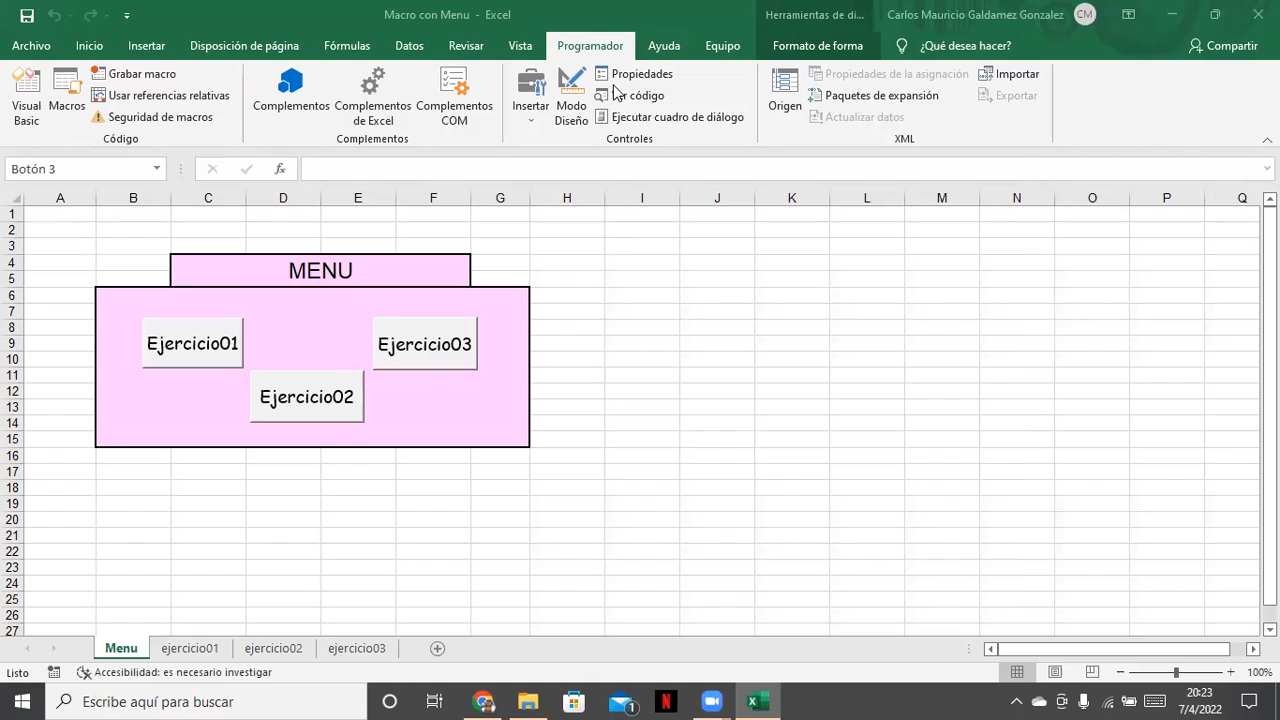 Macro con Menu - Excel
Herramientas de di...
Carlos Mauricio Galdamez Gonzalez
CM
Archivo
Inicio
Insertar
Disposición de página
Fórmulas
Datos
Revisar
Vista
Programador
Ayuda
Equipo
Formato de forma
¿Qué desea hacer?
Compartir
Visual Basic
Macros
Grabar macro
Usar referencias relativas
Seguridad de macros
Código
Complementos
Complementos de Excel
Complementos COM
Complementos
Insertar
Modo Diseño
Propiedades
código
Ejecutar cuadro de diálogo
Controles
Origen
Propiedades de la asignación
Paquetes de expansión
Actualizar datos
Importar
Exportar
XML
Botón 3
fx
A B C D E F G H I J K L M N O P Q
1
2
3
4
MENU
5
6
7
8
Ejercicio01 Ejercicio03
9
10
11
12
Ejercicio02
13
14
15
16
17
18
19
20
21
22
23
24
25
26
27
Menu
ejercicio01
ejercicio02
ejercicio03
Listo
Accesibilidad: es necesario investigar
100%
Escribe aquí para buscar
1
N
20:23
7/4/2022